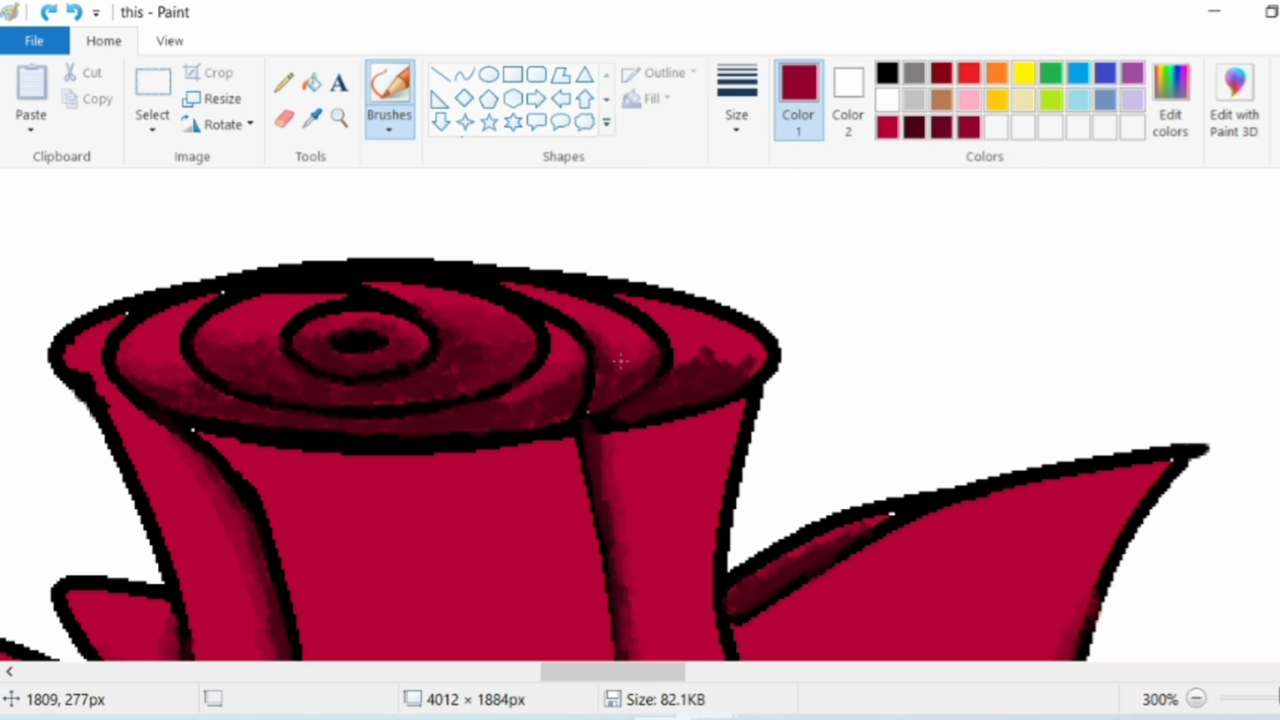 this - Paint
File Home View
Paste
Cut
Copy
Clipboard
Select
Crop
Resize
Rotate
Image
A
Tools
Brushes
Outline
Fill
Shapes
Size
Color 1
Color 2
Colors
Edit colors
Edit with Paint 3D
1809, 277px
4012 × 1884px
Size: 82.1KB
300%